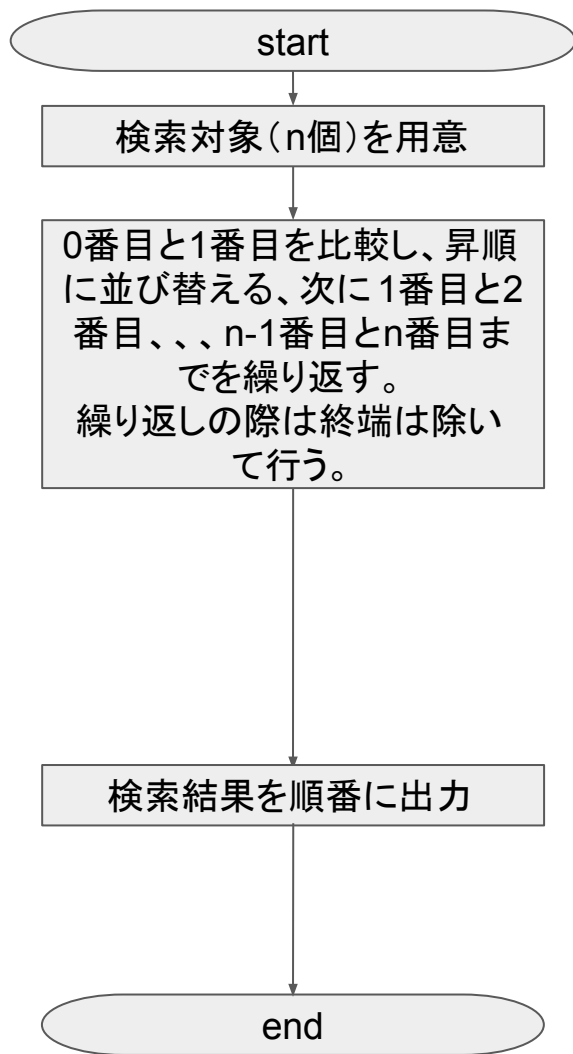 start
検索対象（n個）を用意
0番目と1番目を比較し、昇順
に並び替える、次に1番目と2
番目、、、n-1番目とn番目ま
でを繰り返す。
繰り返しの際は終端は除い
て行う。
検索結果を順番に出力
end